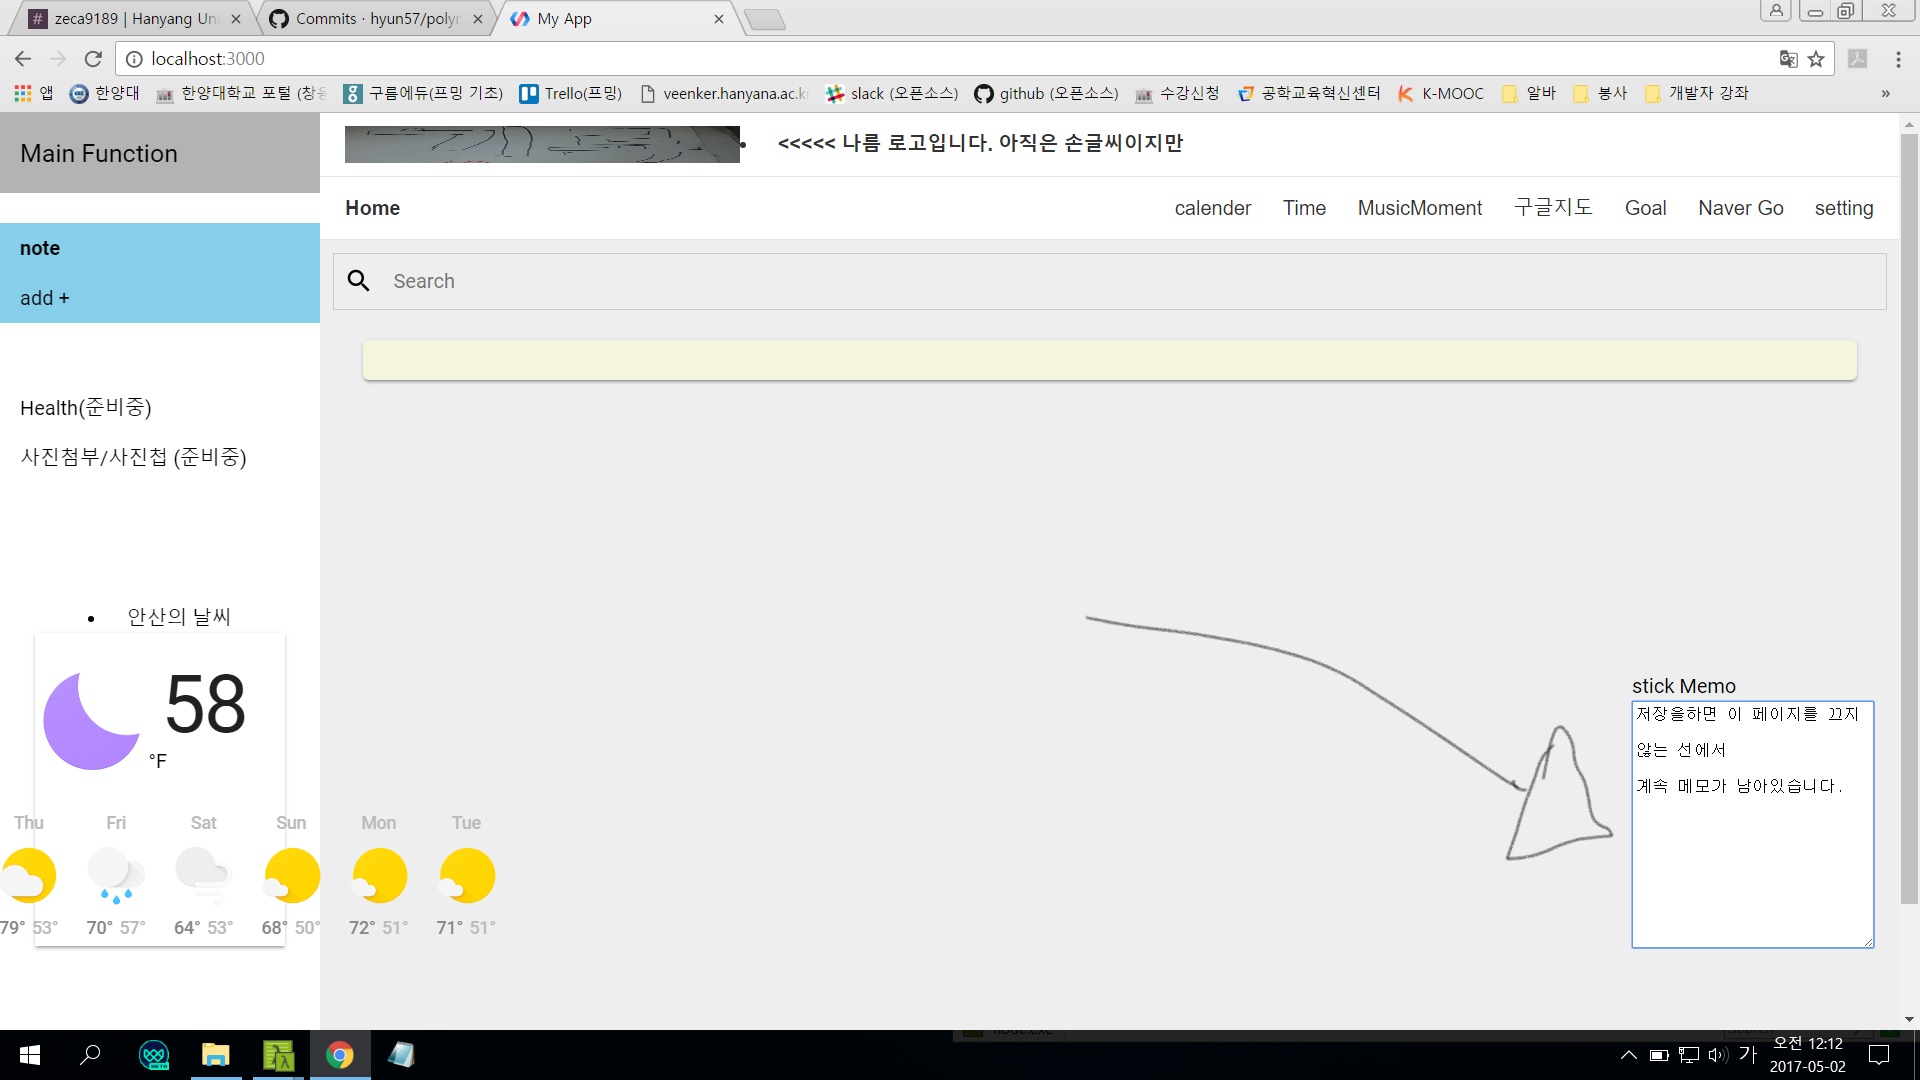 zeca9189 | Hanyang Uni
Commits · hyun57/polyn
My App
localhost:3000
앱
한양대
한양대학교 포털 (창
구름에듀(프밍 기초)
Trello(프밍)
veenker.hanyana.ac.k
slack (오픈소스)
github (오픈소스)
수강신청
공학교육혁신센터
K-MOOC
알바
봉사
개발자 강좌
»
Main Function
• <<<<< 나름 로고입니다. 아직은 손글씨이지만
Home
calender
Time
MusicMoment
구글지도
Goal
Naver Go
setting
note
add +
Search
Health(준비중)
사진첨부/사진첩 (준비중)
• 안산의 날씨
58
°F
Thu Fri Sat Sun Mon Tue
79° 53° 70° 57° 64° 53° 68° 50° 72° 51° 71° 51°
stick Memo
저장을하면 이 페이지를 끄지
않는 선에서
계속 메모가 남아있습니다.
BETA
가
오전 12:12
2017-05-02